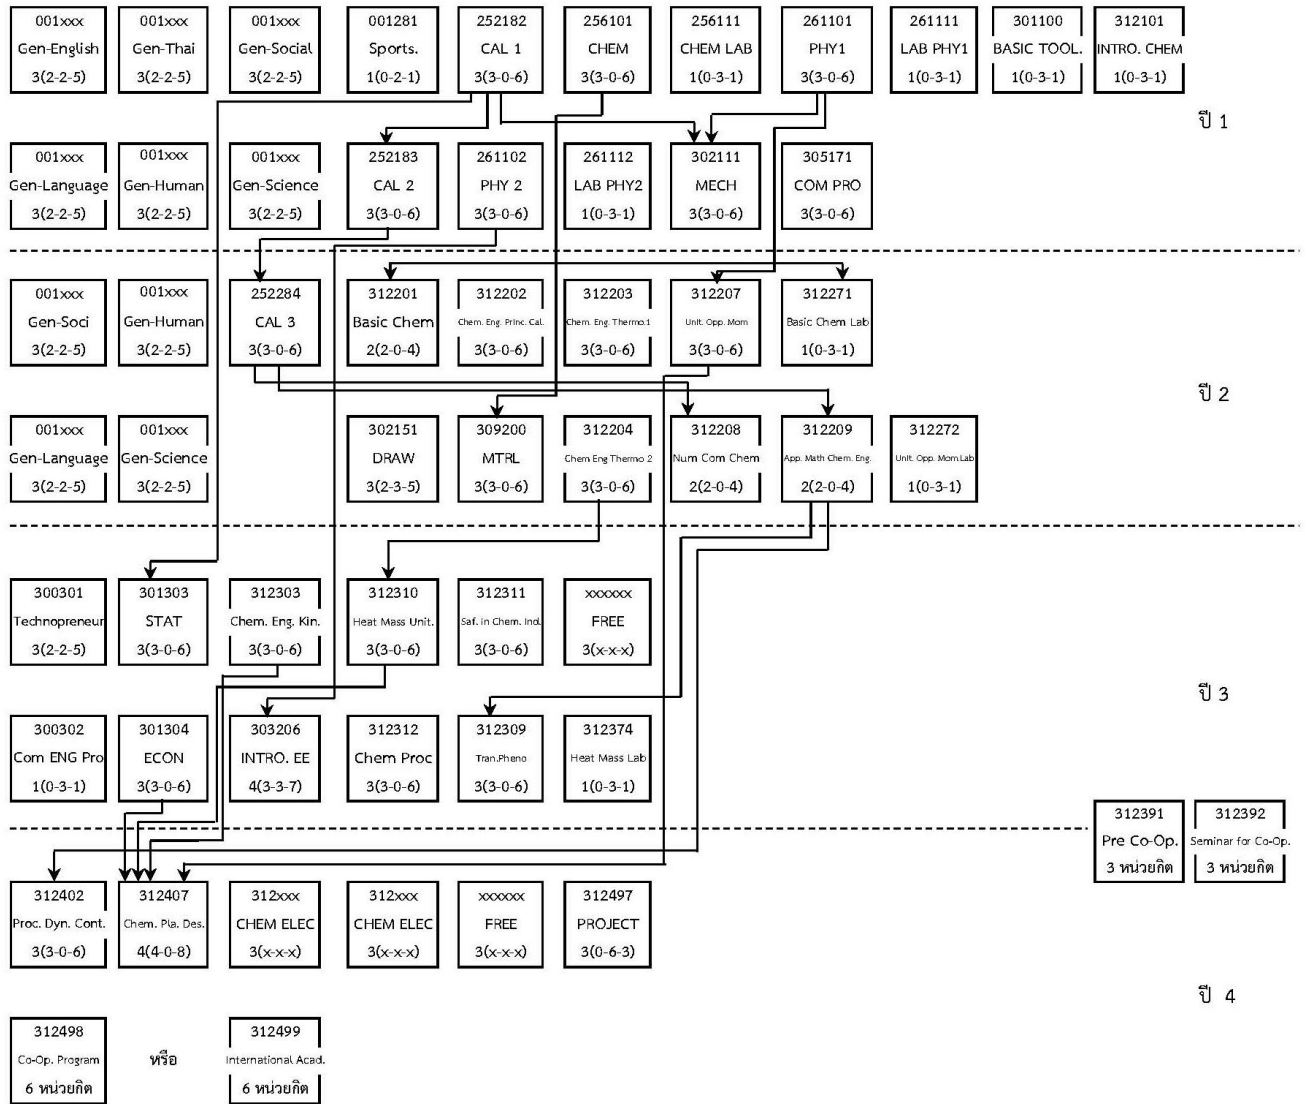 001xxx
Gen-English
3(2-2-5)
001xxx
Gen-Thai
3(2-2-5)
001xxx
Gen-Social
3(2-2-5)
001281
Sports.
1(0-2-1)
252182
CAL 1
3(3-0-6)
256101
CHEM
3(3-0-6)
256111
CHEM LAB
1(0-3-1)
261101
PHY1
3(3-0-6)
261111
LAB PHY1
1(0-3-1)
301100
BASIC TOOL.
1(0-3-1)
312101
INTRO. CHEM
1(0-3-1)
ปี 1
001xxx
Gen-Language
3(2-2-5)
001xxx
Gen-Human
3(2-2-5)
001xxx
Gen-Science
3(2-2-5)
252183
CAL 2
3(3-0-6)
261102
PHY 2
3(3-0-6)
261112
LAB PHY2
1(0-3-1)
302111
MECH
3(3-0-6)
305171
COM PRO
3(3-0-6)
001xxx
Gen-Soci
3(2-2-5)
001xxx
Gen-Human
3(2-2-5)
252284
CAL 3
3(3-0-6)
312201
Basic Chem
2(2-0-4)
312202
Chem. Eng. Princ. Cal.
3(3-0-6)
312203
Chem. Eng. Thermo.1
3(3-0-6)
312207
Unit. Opp. Mom
3(3-0-6)
312271
Basic Chem Lab
1(0-3-1)
ปี 2
001xxx
Gen-Language
3(2-2-5)
001xxx
Gen-Science
3(2-2-5)
302151
DRAW
3(2-3-5)
309200
MTRL
3(3-0-6)
312204
Chem Eng Thermo 2
3(3-0-6)
312208
Num Com Chem
2(2-0-4)
312209
App. Math Chem. Eng.
2(2-0-4)
312272
Unit. Opp. Mom.Lab
1(0-3-1)
300301
Technopreneur
3(2-2-5)
301303
STAT
3(3-0-6)
312303
Chem. Eng. Kin.
3(3-0-6)
312310
Heat Mass Unit.
3(3-0-6)
312311
Saf. in Chem. Ind.
3(3-0-6)
xxxxxx
FREE
3(x-x-x)
ปี 3
300302
Com ENG Pro
1(0-3-1)
301304
ECON
3(3-0-6)
303206
INTRO. EE
4(3-3-7)
312312
Chem Proc
3(3-0-6)
312309
Tran.Pheno
3(3-0-6)
312374
Heat Mass Lab
1(0-3-1)
312391
Pre Co-Op.
3 หน่วยกิต
312392
Seminar for Co-Op.
3 หน่วยกิต
312402
Proc. Dyn. Cont.
3(3-0-6)
312407
Chem. Pla. Des.
4(4-0-8)
312xxx
CHEM ELEC
3(x-x-x)
312xxx
CHEM ELEC
3(x-x-x)
xxxxxx
FREE
3(x-x-x)
312497
PROJECT
3(0-6-3)
ปี 4
312498
Co-Op. Program
6 หน่วยกิต
หรือ
312499
International Acad.
6 หน่วยกิต